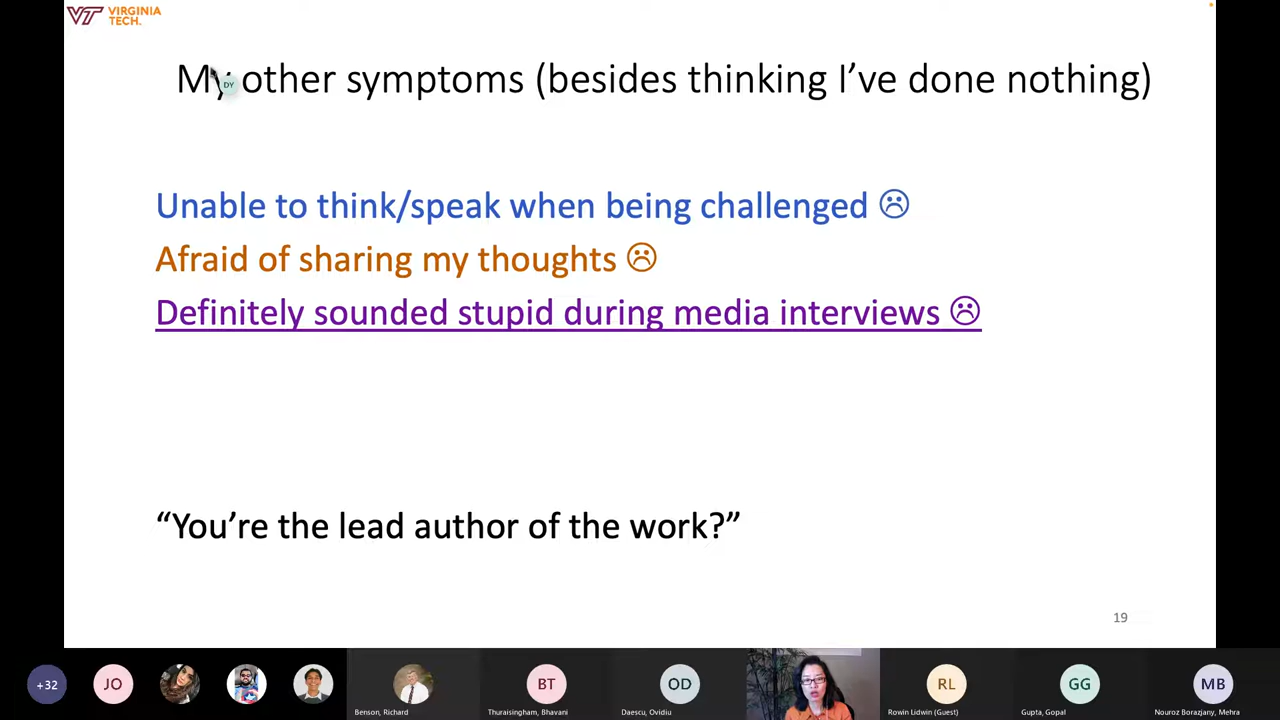 VT VIRGINIA
TECH.
My other symptoms (besides thinking I've done nothing)
DY
Unable to think/speak when being challenged ☹
Afraid of sharing my thoughts ☹
Definitely sounded stupid during media interviews ☹
“You're the lead author of the work?”
19
+32
JO
BT
OD
RL
GG
MB
Benson, Richard
Thuraisingham, Bhavani
Daescu, Ovidiu
Rowin Lidwin (Guest)
Gupta, Gopal
Nouroz Borazjany, Mehra